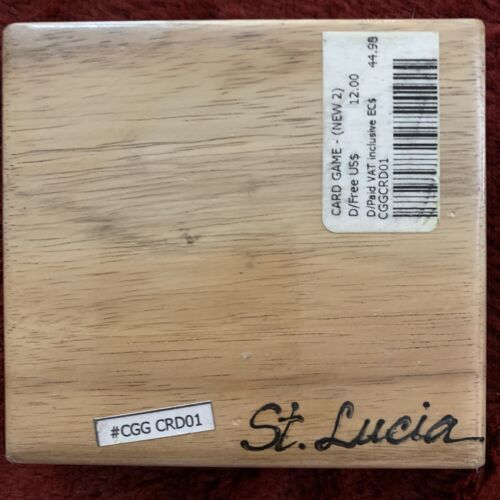 CARD GAME - (NEW 2)
D/Free US$ 12.00
D/Paid VAT inclusive EC$ 44.98
CGGCRD01
#CGG CRD01
St. Lucia